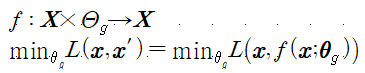 f : X×Θ_g→X
min_{θ_g} L(x,x′) = min_{θ_g} L(x,f(x;θ_g))